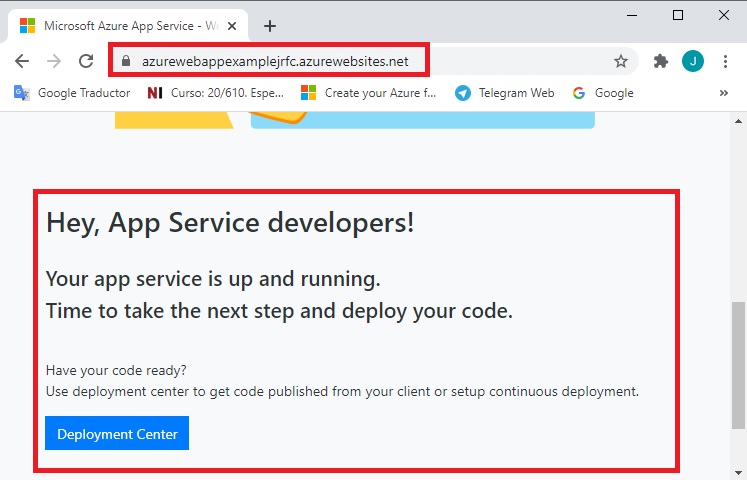 Microsoft Azure App Service - We
azurewebappexamplejrfc.azurewebsites.net
J
Google Traductor
NI Curso: 20/610. Espe...
Create your Azure f...
Telegram Web
G Google
»
Hey, App Service developers!
Your app service is up and running.
Time to take the next step and deploy your code.
Have your code ready?
Use deployment center to get code published from your client or setup continuous deployment.
Deployment Center